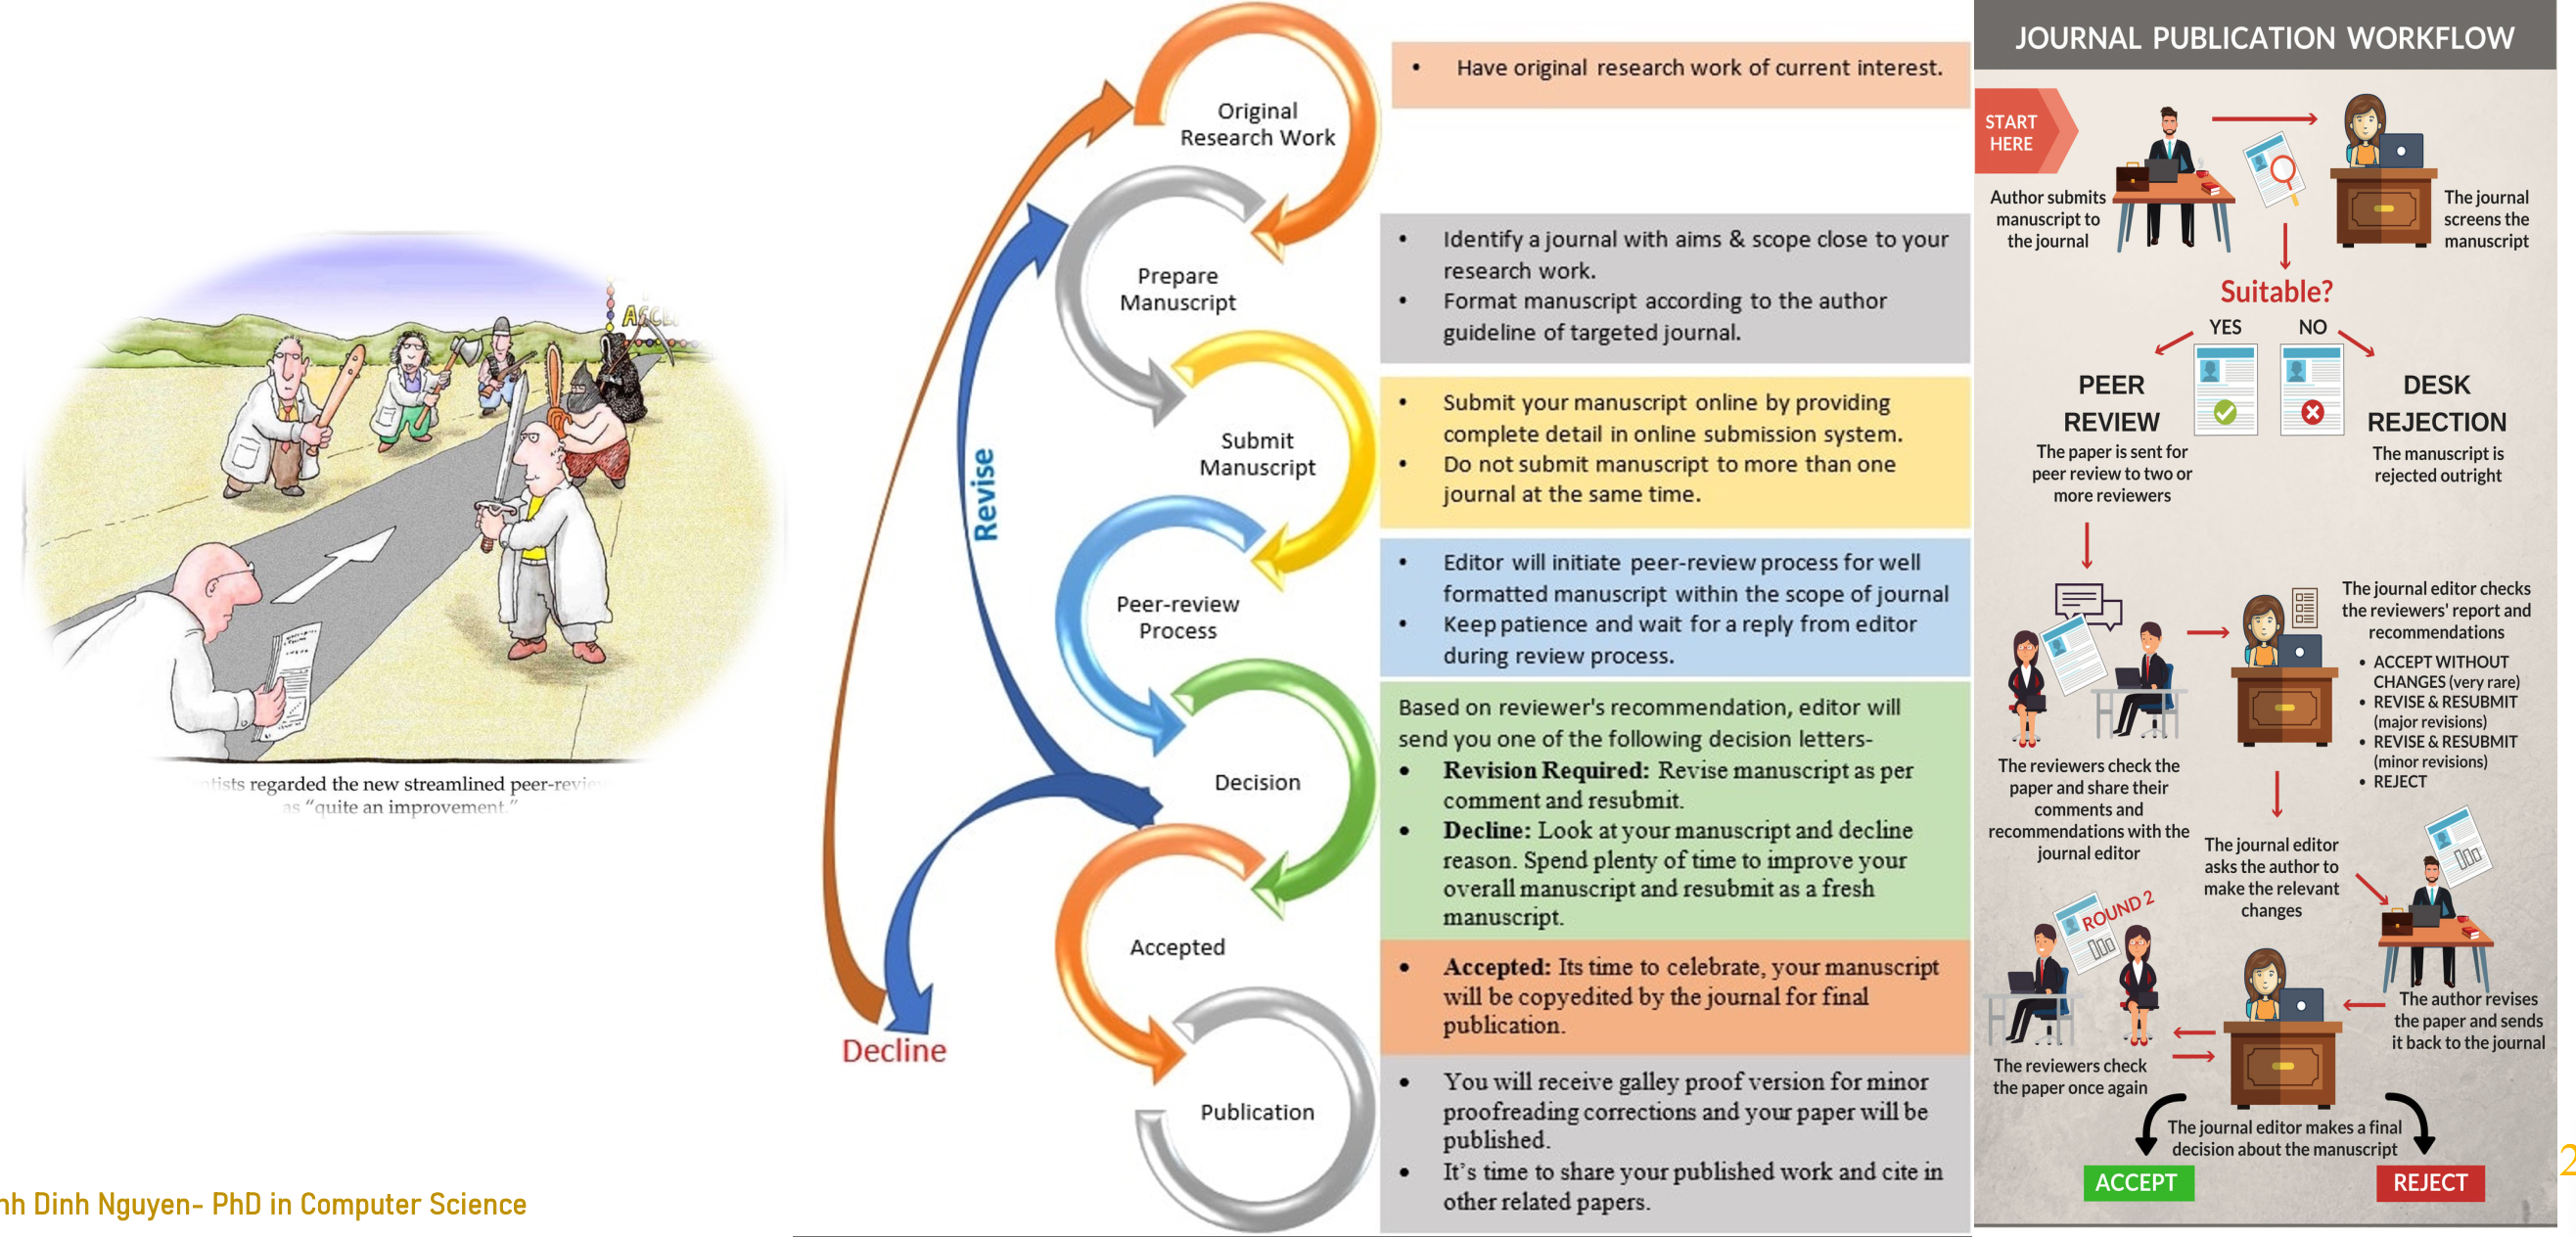 ACCE
regarded the new streamlined peer-review
as "quite an improvement."
Dinh Nguyen- PhD in Computer Science
Original
Research Work
Prepare
Manuscript
Submit
Manuscript
Peer-review
Process
Decision
Accepted
Publication
Revise
Decline
• Have original research work of current interest.
• Identify a journal with aims & scope close to your
research work.
• Format manuscript according to the author
guideline of targeted journal.
• Submit your manuscript online by providing
complete detail in online submission system.
• Do not submit manuscript to more than one
journal at the same time.
• Editor will initiate peer-review process for well
formatted manuscript within the scope of journal
• Keep patience and wait for a reply from editor
during review process.
Based on reviewer's recommendation, editor will
send you one of the following decision letters-
• Revision Required: Revise manuscript as per
comment and resubmit.
• Decline: Look at your manuscript and decline
reason. Spend plenty of time to improve your
overall manuscript and resubmit as a fresh
manuscript.
• Accepted: Its time to celebrate, your manuscript
will be copyedited by the journal for final
publication.
• You will receive galley proof version for minor
proofreading corrections and your paper will be
published.
• It's time to share your published work and cite in
other related papers.
JOURNAL PUBLICATION WORKFLOW
START
HERE
Author submits
manuscript to
the journal
The journal
screens the
manuscript
Suitable?
YES
NO
PEER
REVIEW
The paper is sent for
peer review to two or
more reviewers
DESK
REJECTION
The manuscript is
rejected outright
The reviewers check the
paper and share their
comments and
recommendations with the
journal editor
The journal editor checks
the reviewers' report and
recommendations
• ACCEPT WITHOUT
CHANGES (very rare)
• REVISE & RESUBMIT
(major revisions)
• REVISE & RESUBMIT
(minor revisions)
• REJECT
The journal editor
asks the author to
make the relevant
changes
The author revises
the paper and sends
it back to the journal
ROUND 2
The reviewers check
the paper once again
The journal editor makes a final
decision about the manuscript
ACCEPT
REJECT
2